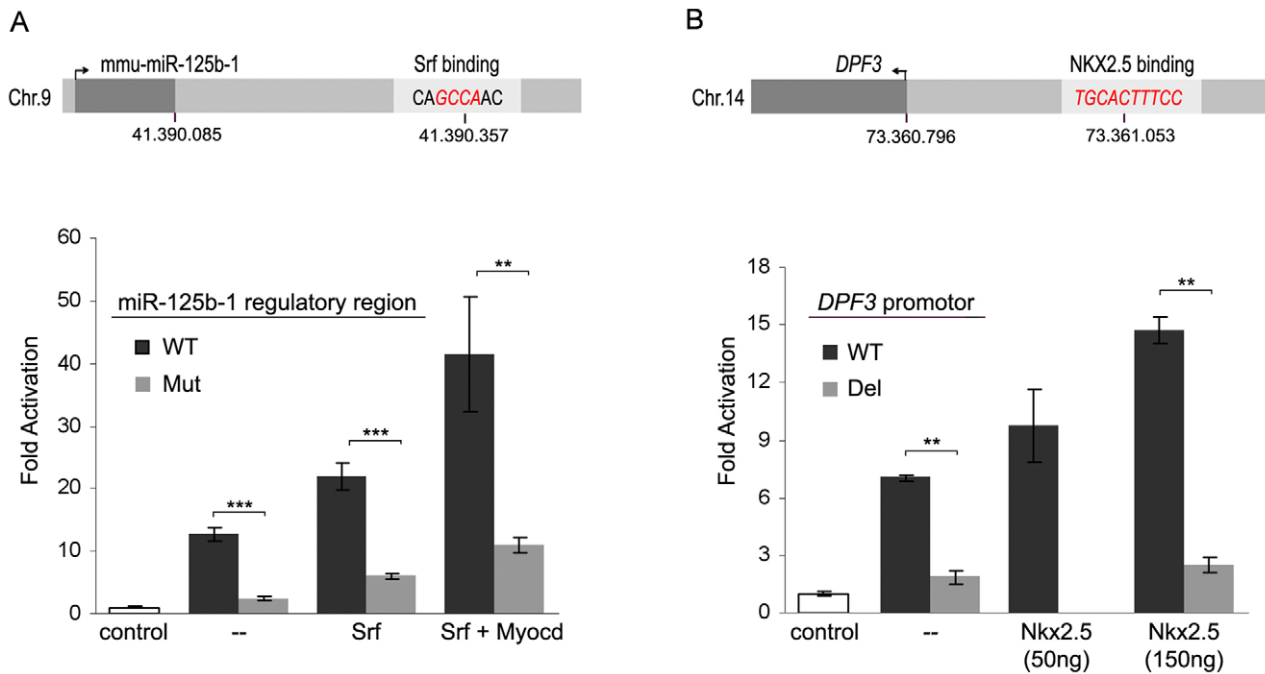 A
mmu-miR-125b-1
Srf binding
Chr.9
CAGCCAAC
41.390.085
41.390.357
60
50
40
30
20
10
0
Fold Activation
miR-125b-1 regulatory region
WT
Mut
***
***
**
control
--
Srf
Srf + Myocd
B
DPF3
NKX2.5 binding
Chr.14
TGCACTTTCC
73.360.796
73.361.053
18
15
12
9
6
3
0
Fold Activation
DPF3 promotor
WT
Del
**
**
control
--
Nkx2.5
(50ng)
Nkx2.5
(150ng)